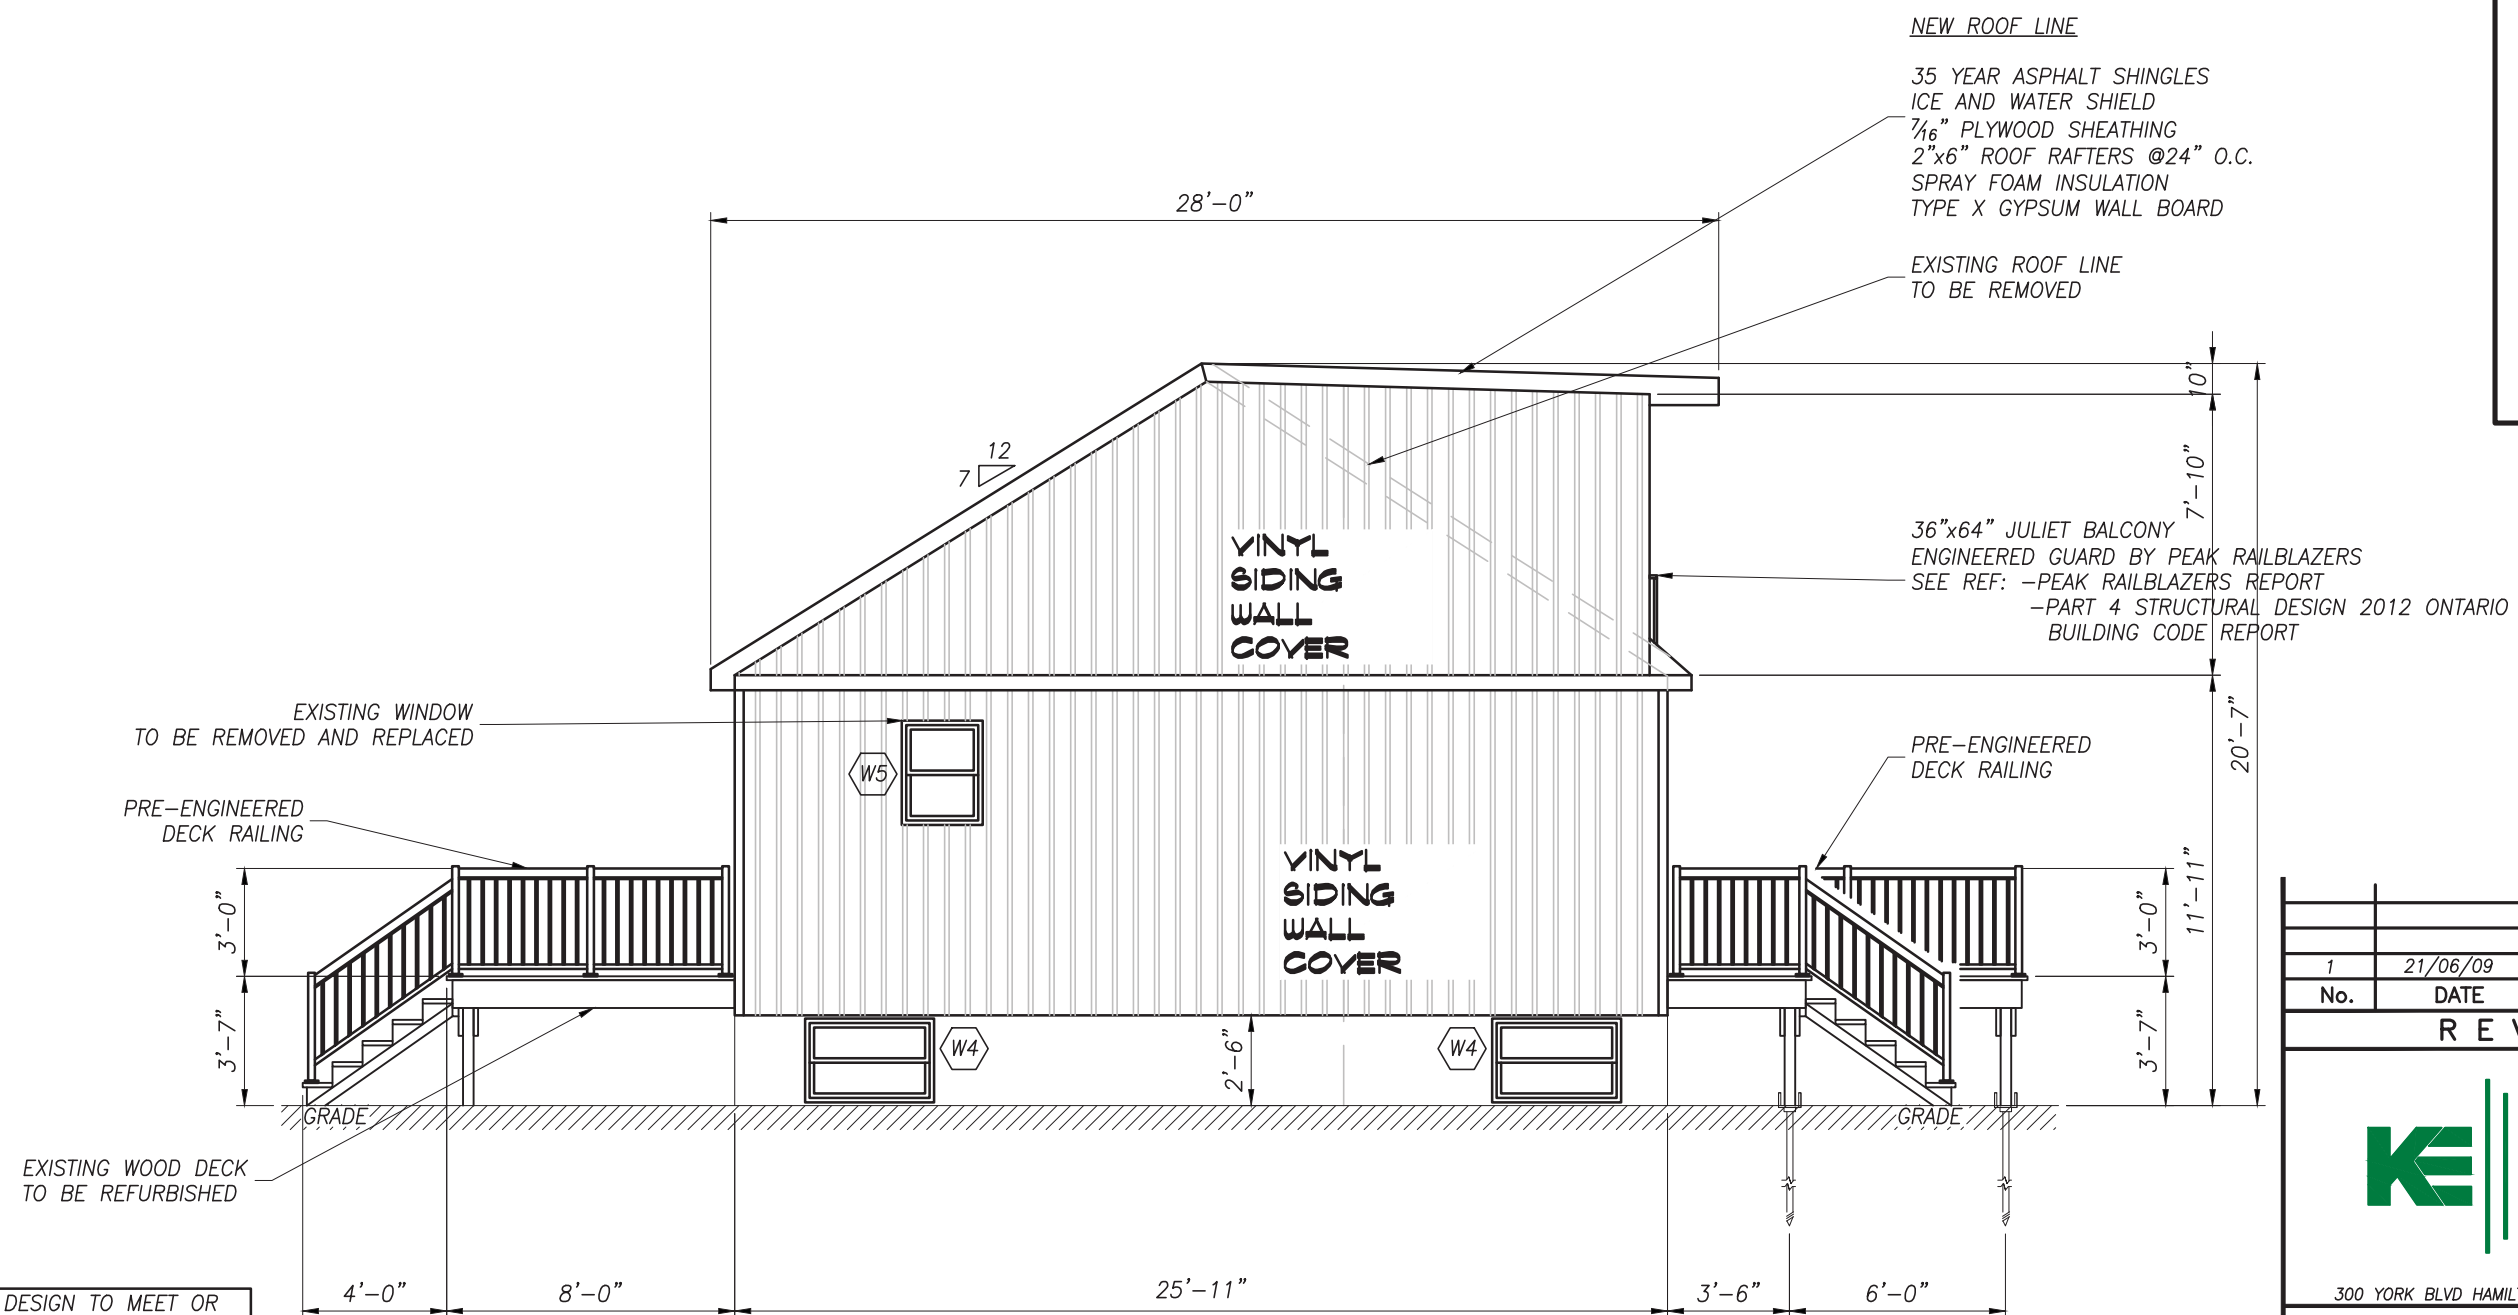 NEW ROOF LINE
35 YEAR ASPHALT SHINGLES
ICE AND WATER SHIELD
7/16" PLYWOOD SHEATHING
2"x6" ROOF RAFTERS @24" O.C.
SPRAY FOAM INSULATION
TYPE X GYPSUM WALL BOARD
28'-0"
EXISTING ROOF LINE
TO BE REMOVED
10"
12
7
7'-10"
36"x64" JULIET BALCONY
ENGINEERED GUARD BY PEAK RAILBLAZERS
SEE REF: -PEAK RAILBLAZERS REPORT
-PART 4 STRUCTURAL DESIGN 2012 ONTARIO
BUILDING CODE REPORT
VINYL
SIDING
WALL
COVER
EXISTING WINDOW
TO BE REMOVED AND REPLACED
W5
20'-7"
PRE-ENGINEERED
DECK RAILING
PRE-ENGINEERED
DECK RAILING
VINYL
SIDING
WALL
COVER
3'-0"
3'-7"
3'-0"
11'-11"
3'-7"
W4
2'-6"
W4
GRADE
GRADE
EXISTING WOOD DECK
TO BE REFURBISHED
1 21/06/09
No. DATE
R E V
KE
300 YORK BLVD HAMIL
4'-0"
8'-0"
25'-11"
3'-6"
6'-0"
DESIGN TO MEET OR